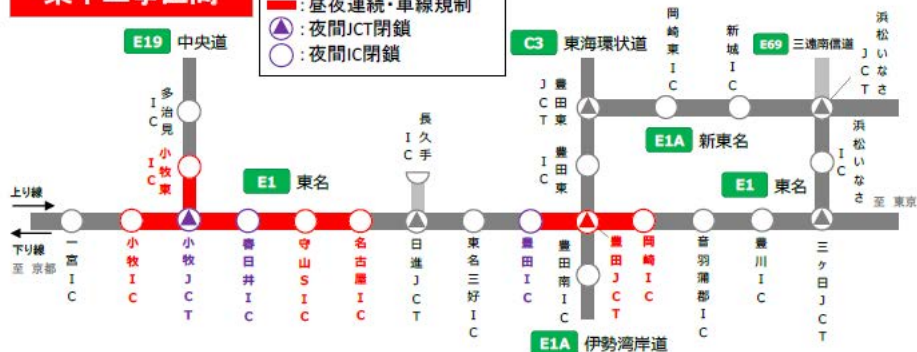 集中工事区間
：昼夜連続・車線規制
：夜間JCT閉鎖
：夜間IC閉鎖
E19 中央道
C3 東海環状道
岡崎東IC
新城IC
E69 三遠南信道
浜松いなさJCT
多治見IC
小牧東IC
長久手IC
豊田東JCT
豊田東IC
E1A 新東名
浜松いなさIC
E1 東名
E1 東名
上り線
下り線
至 京都
至 東京
一宮IC
小牧IC
小牧JCT
春日井IC
守山SIC
名古屋IC
日進JCT
東名三好IC
豊田IC
豊田南IC
豊田JCT
岡崎IC
音羽蒲郡IC
豊川IC
三ヶ日JCT
E1A 伊勢湾岸道